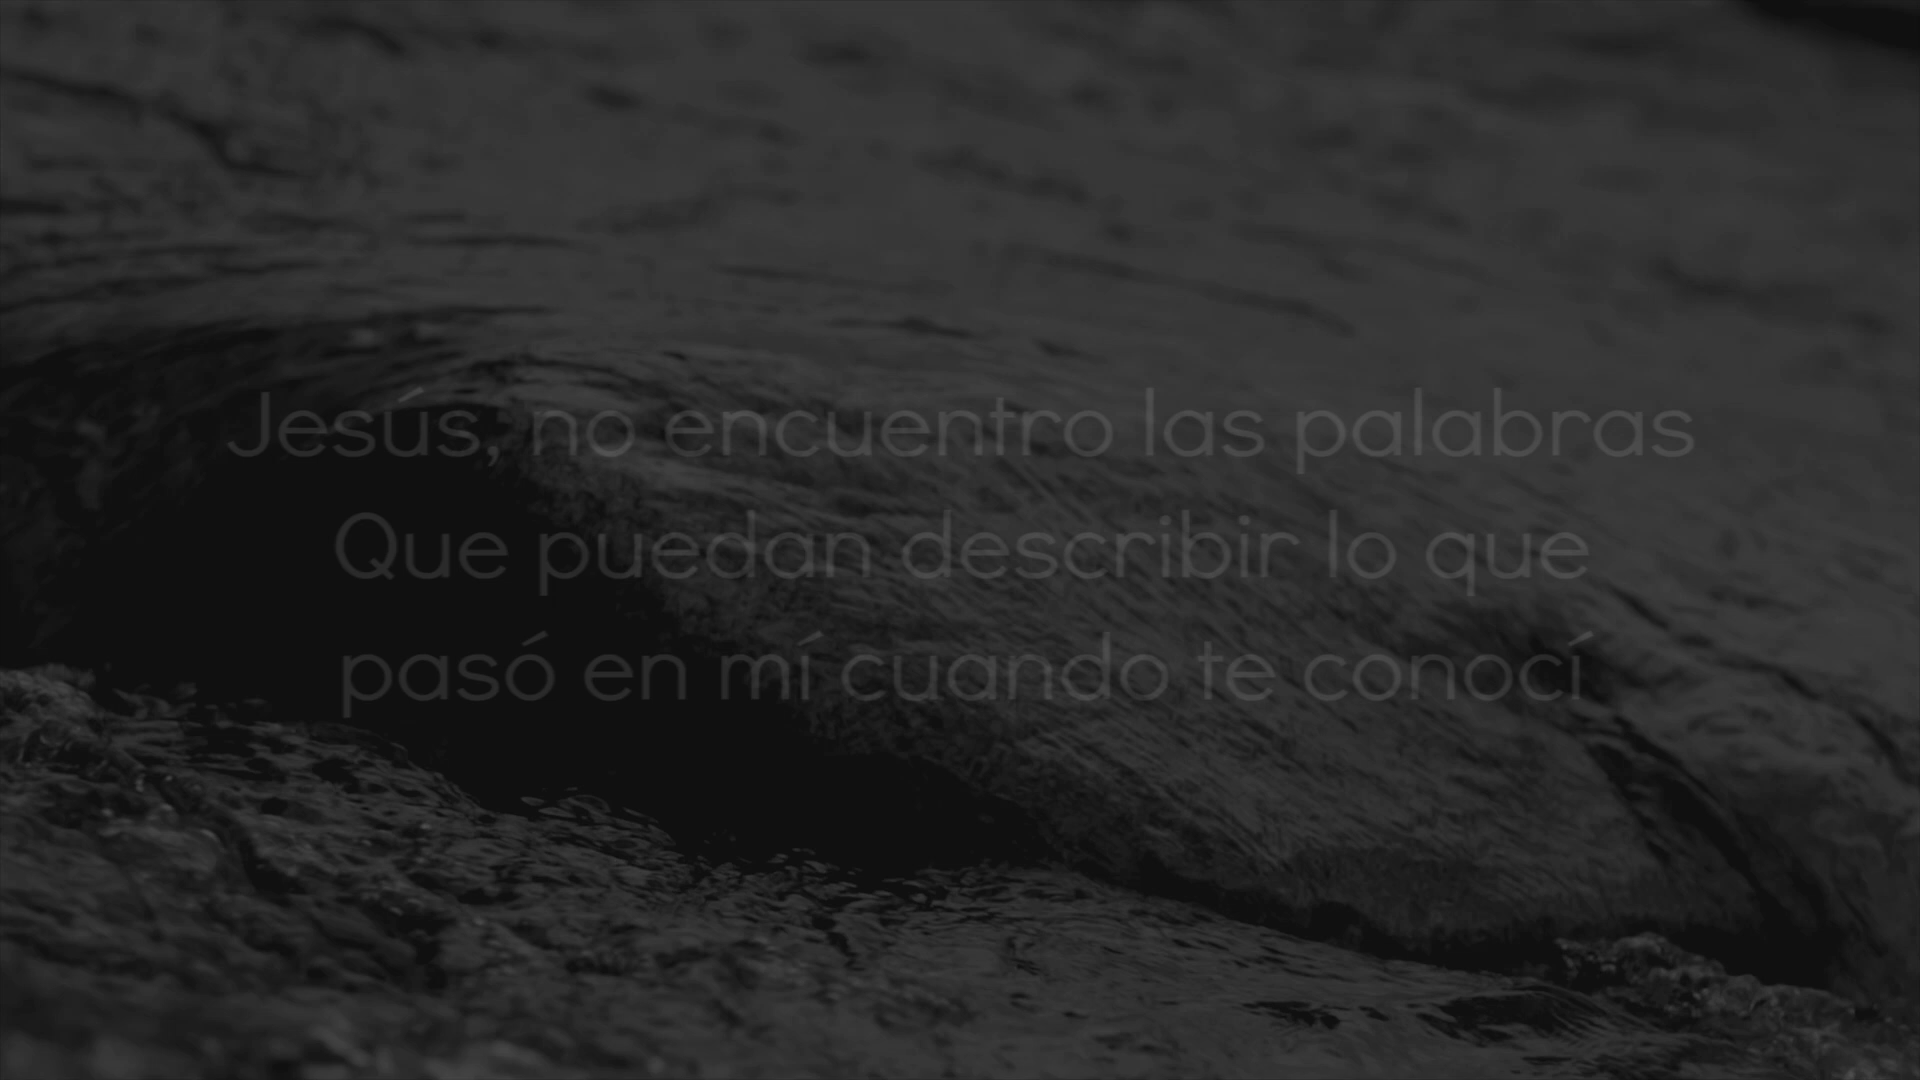 Jesús, no encuentro las palabras
Que puedan describir lo que
pasó en mí cuando te conocí